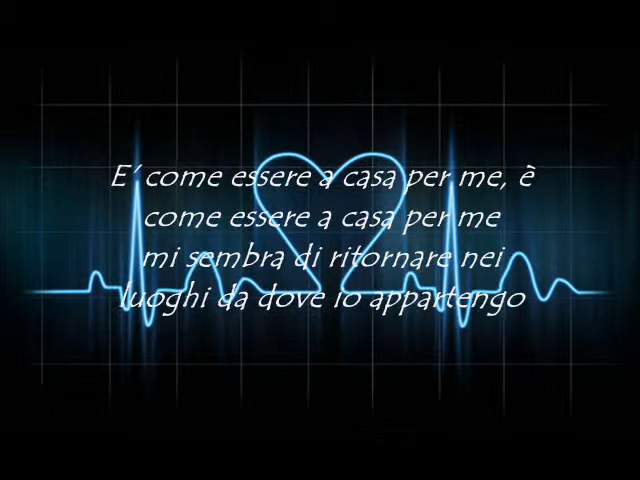 E' come essere a casa per me, è
come essere a casa per me
mi sembra di ritornare nei
luoghi da dove io appartengo